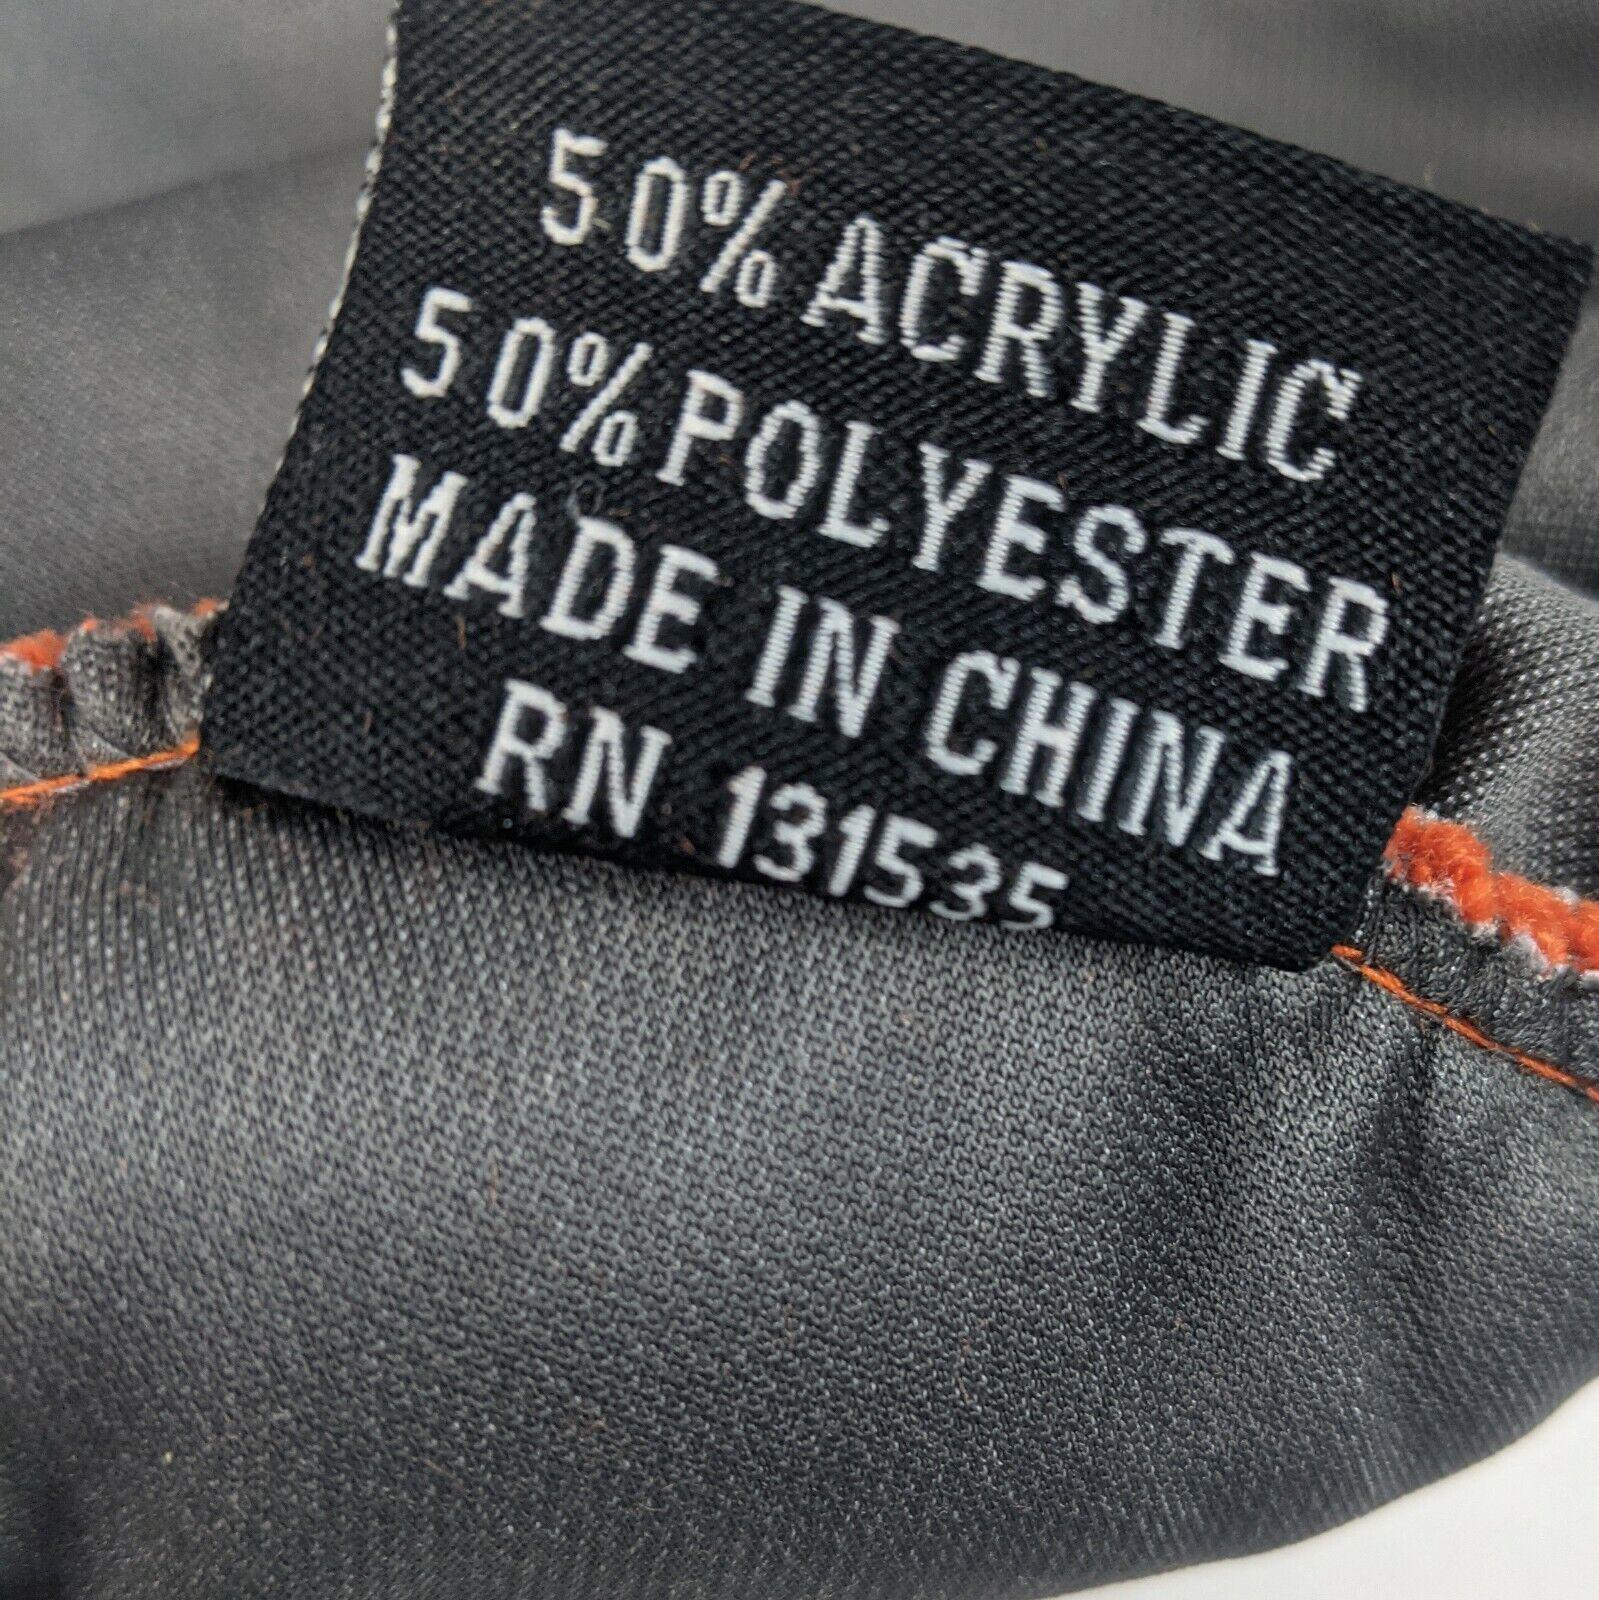 50% ACRYLIC
50% POLYESTER
MADE IN CHINA
RN 131535